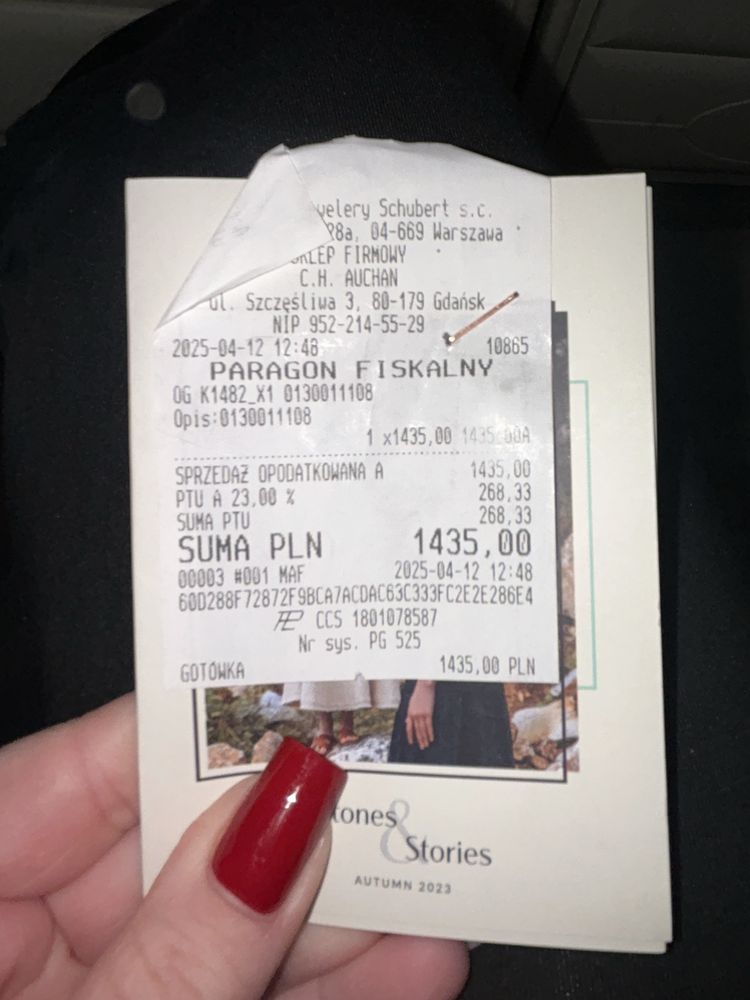 Schubert s.c.
28a, 04-669 Warszawa
SKLEP FIRMOWY
C.H. AUCHAN
ul. Szczęśliwa 3, 80-179 Gdańsk
NIP 952-214-55-29
2025-04-12 12:48 10865
PARAGON FISKALNY
OG K1482_X1 0130011108
Opis:0130011108
1 x1435,00 1435,00A
SPRZEDAŻ OPODATKOWANA A 1435,00
PTU A 23,00 % 268,33
SUMA PTU 268,33
SUMA PLN 1435,00
00003 #001 MAF 2025-04-12 12:48
60D288F72872F9BCA7ACDAC63C333FC2E2E286E4
CCS 1801078587
Nr sys. PG 525
GOTÓWKA 1435,00 PLN
tones
&
Stories
AUTUMN 2023